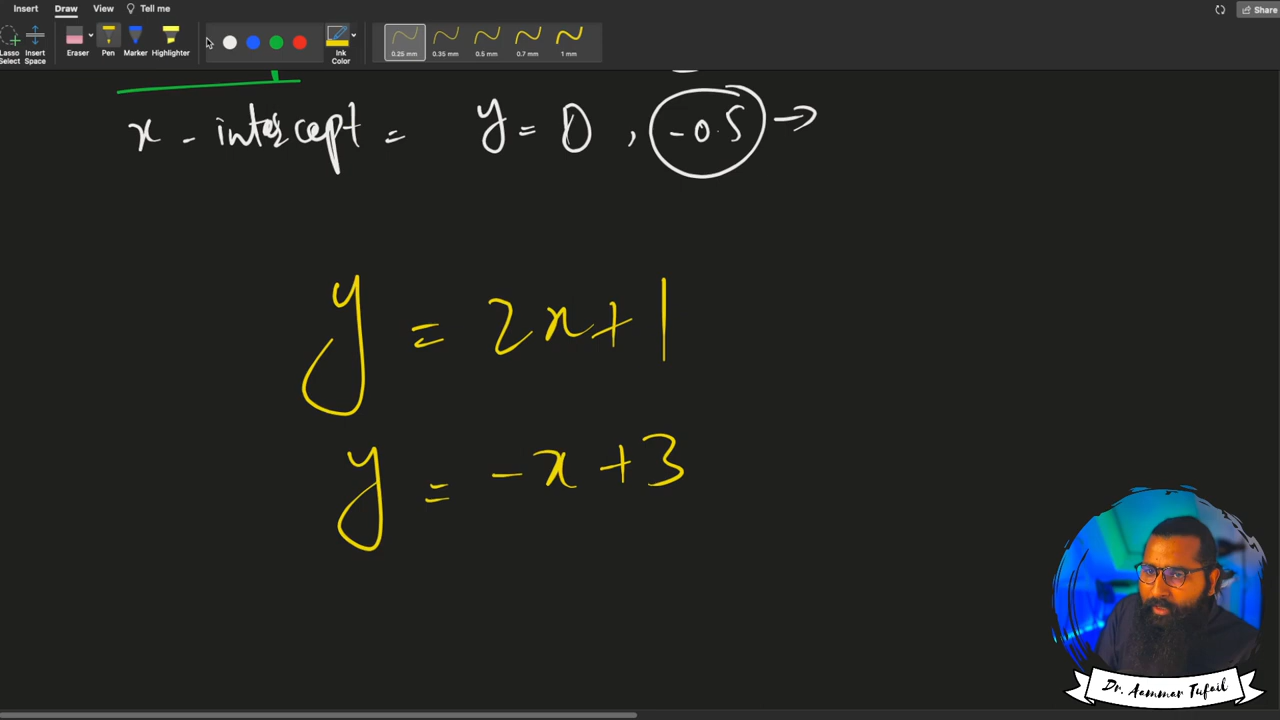 Insert Draw View Tell me
Share
Lasso Select
Insert Space
Eraser
Pen
Marker
Highlighter
Ink Color
0.25 mm
0.35 mm
0.5 mm
0.7 mm
1 mm
x - intercept = y = 0 , -0.5 →
y = 2x+1
y = -x +3
Dr. Aammar Tufail